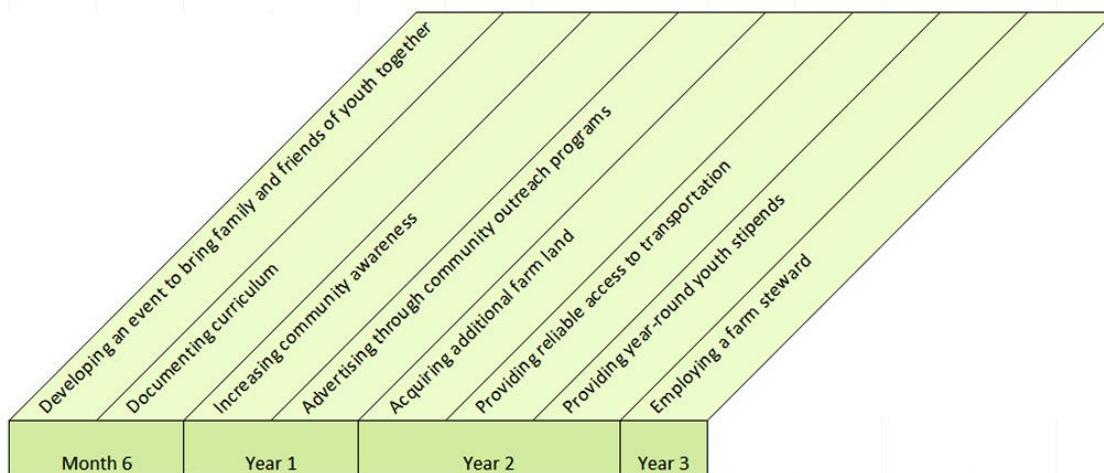 Developing an event to bring family and friends of youth together
Documenting curriculum
Increasing community awareness
Advertising through community outreach programs
Acquiring additional farm land
Providing reliable access to transportation
Providing year-round youth stipends
Employing a farm steward
Month 6
Year 1
Year 2
Year 3